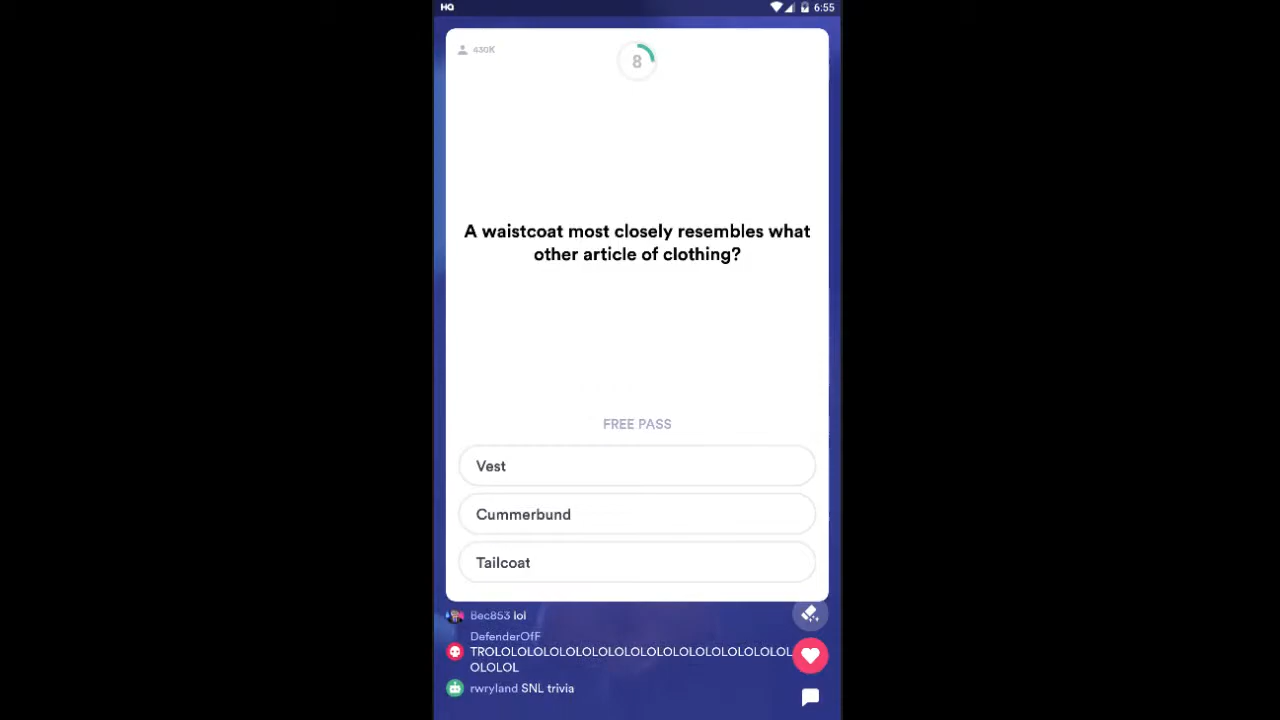 HQ
6:55
430K
8
A waistcoat most closely resembles what
other article of clothing?
FREE PASS
Vest
Cummerbund
Tailcoat
Bec853 lol
DefenderOfF
TROLOLOLOLOLOLOLOLOLOLOLOLOLOLOLOLOLOLOL
OLOLOL
rwryland SNL trivia